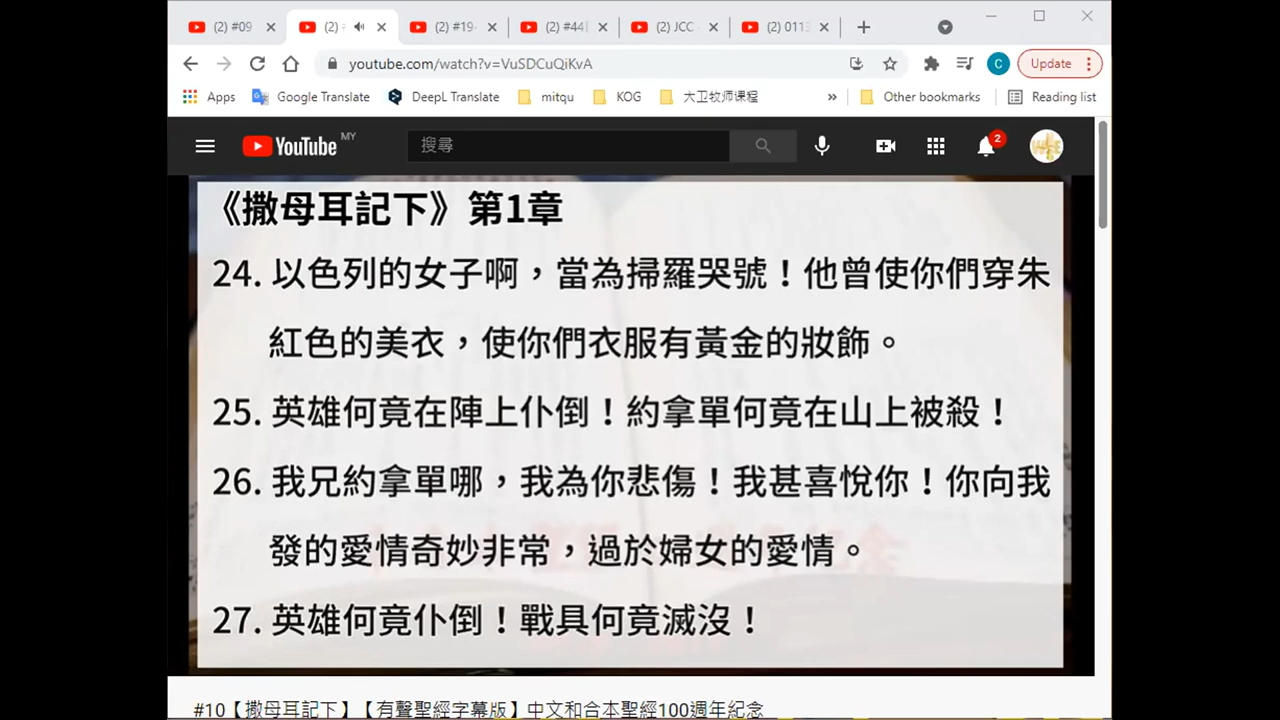 (2) #09
(2)
(2) #19
(2) #44
(2) JCC
(2) 0113
youtube.com/watch?v=VuSDCuQiKvA
C
Update
Apps
Google Translate
DeepL Translate
mitqu
KOG
大卫牧师课程
»
Other bookmarks
Reading list
YouTube MY
搜尋
2
《撒母耳記下》第1章
24. 以色列的女子啊，當為掃羅哭號！他曾使你們穿朱
紅色的美衣，使你們衣服有黃金的妝飾。
25. 英雄何竟在陣上仆倒！約拿單何竟在山上被殺！
26. 我兄約拿單哪，我為你悲傷！我甚喜悅你！你向我
發的愛情奇妙非常，過於婦女的愛情。
27. 英雄何竟仆倒！戰具何竟滅沒！
#10【撒母耳記下】【有聲聖經字幕版】中文和合本聖經100週年紀念